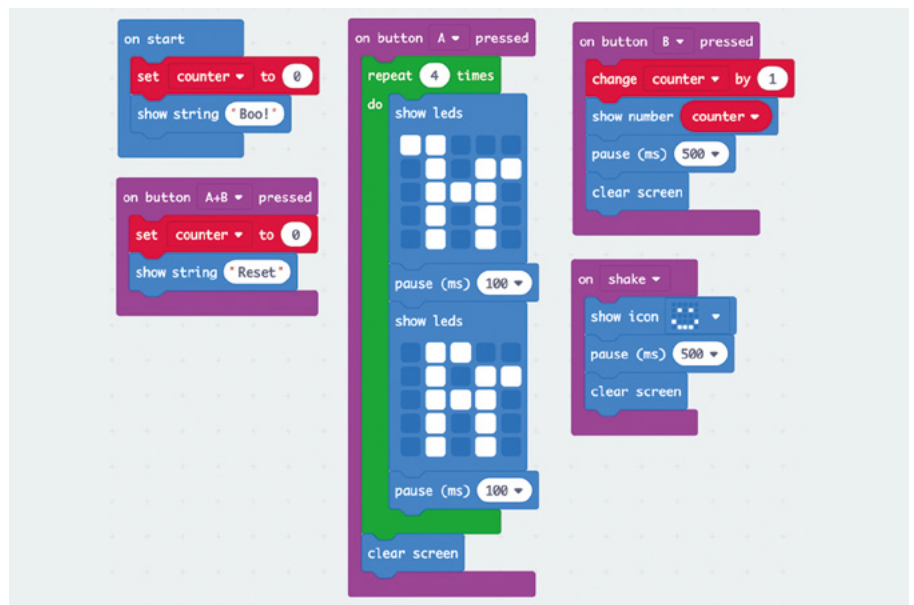 on start
set counter to 0
show string "Boo!"
on button A+B pressed
set counter to 0
show string "Reset"
on button A pressed
repeat 4 times
do
show leds
pause (ms) 100
show leds
pause (ms) 100
clear screen
on button B pressed
change counter by 1
show number counter
pause (ms) 500
clear screen
on shake
show icon
pause (ms) 500
clear screen